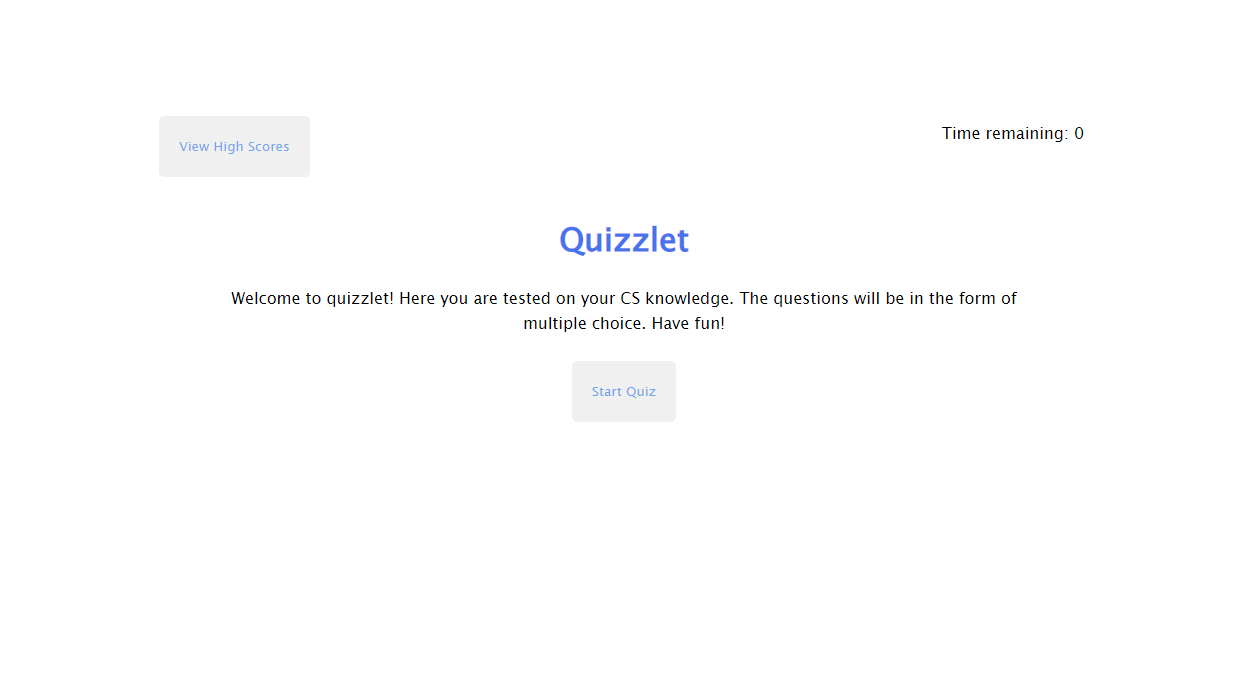 View High Scores
Time remaining: 0
Quizzlet
Welcome to quizzlet! Here you are tested on your CS knowledge. The questions will be in the form of
multiple choice. Have fun!
Start Quiz